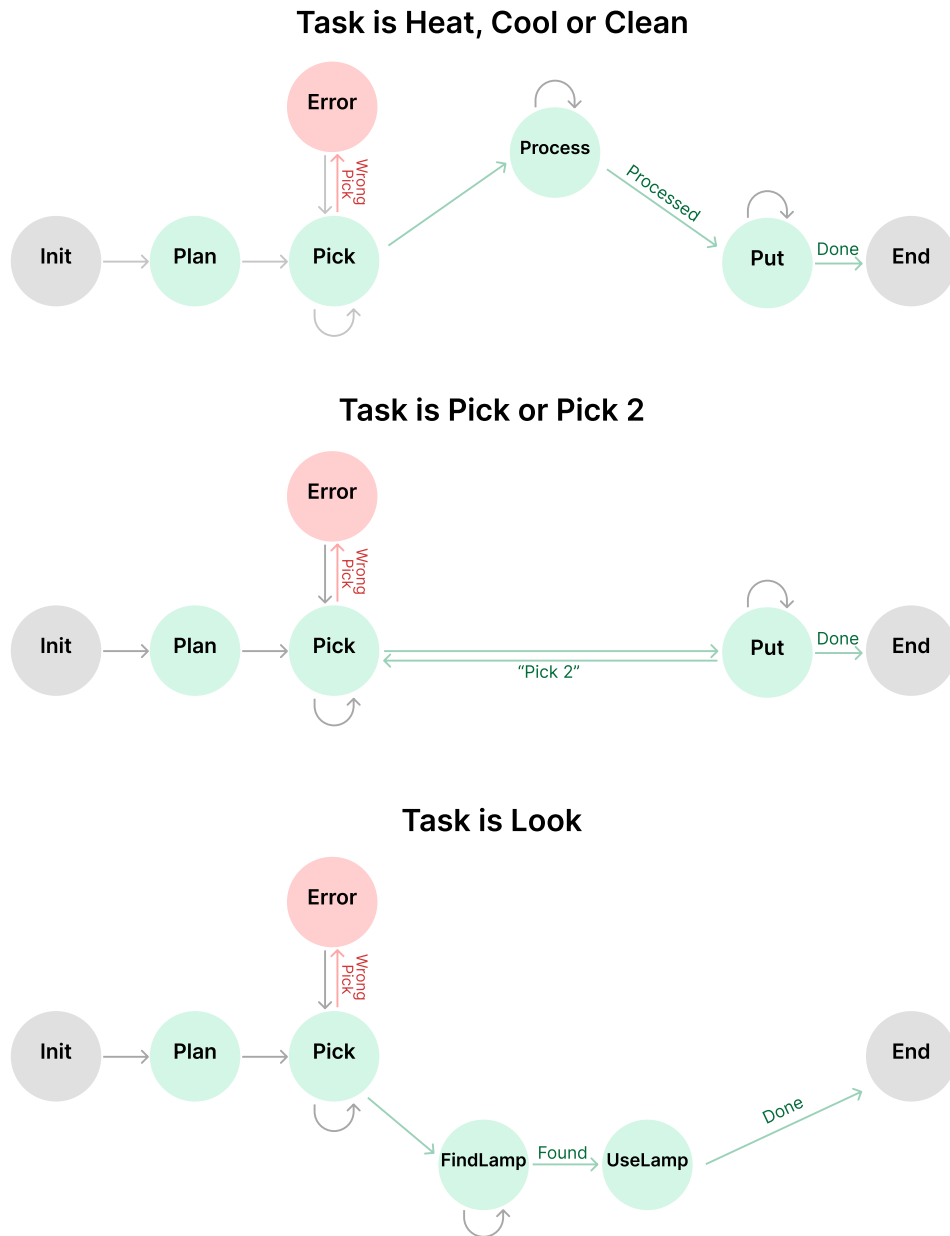 Task is Heat, Cool or Clean
Error
Process
Wrong
Pick
Processed
Init
Plan
Pick
Put
Done
End
Task is Pick or Pick 2
Error
Wrong
Pick
Init
Plan
Pick
Put
Done
End
“Pick 2”
Task is Look
Error
Wrong
Pick
Init
Plan
Pick
End
Done
FindLamp
Found
UseLamp